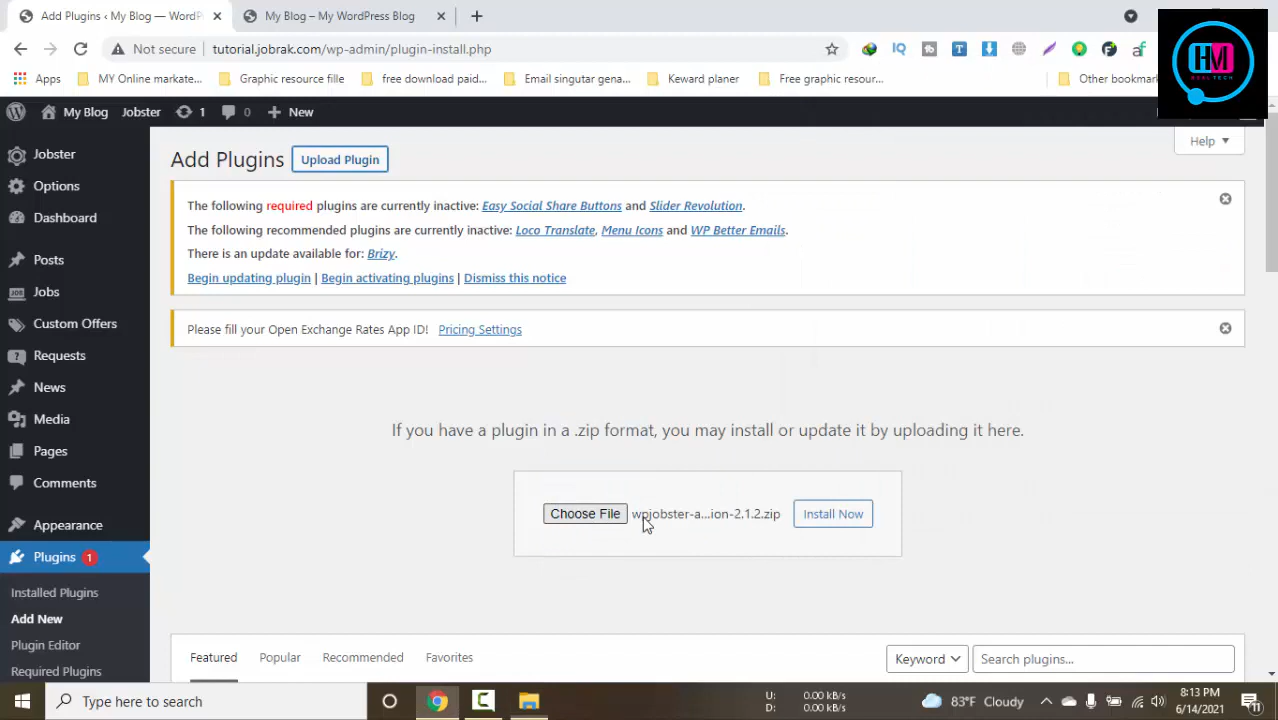 Add Plugins ‹ My Blog — WordP
My Blog – My WordPress Blog
Not secure
tutorial.jobrak.com/wp-admin/plugin-install.php
Apps
MY Online markate...
Graphic resource file
free download paid...
Email singutar gena...
Keward planer
Free graphic resour...
Other bookmark
HM
REAL TECH
My Blog
Jobster
1
0
New
Help
Jobster
Options
Dashboard
Posts
Jobs
Custom Offers
Requests
News
Media
Pages
Comments
Appearance
Plugins 1
Installed Plugins
Add New
Plugin Editor
Required Plugins
Add Plugins
Upload Plugin
The following required plugins are currently inactive: Easy Social Share Buttons and Slider Revolution.
The following recommended plugins are currently inactive: Loco Translate, Menu Icons and WP Better Emails.
There is an update available for: Brizy.
Begin updating plugin | Begin activating plugins | Dismiss this notice
Please fill your Open Exchange Rates App ID! Pricing Settings
If you have a plugin in a .zip format, you may install or update it by uploading it here.
Choose File wpjobster-a...ion-2.1.2.zip Install Now
Featured Popular Recommended Favorites
Keyword
Search plugins...
Type here to search
U: 0.00 kB/s
D: 0.00 kB/s
83°F Cloudy
8:13 PM
6/14/2021
11